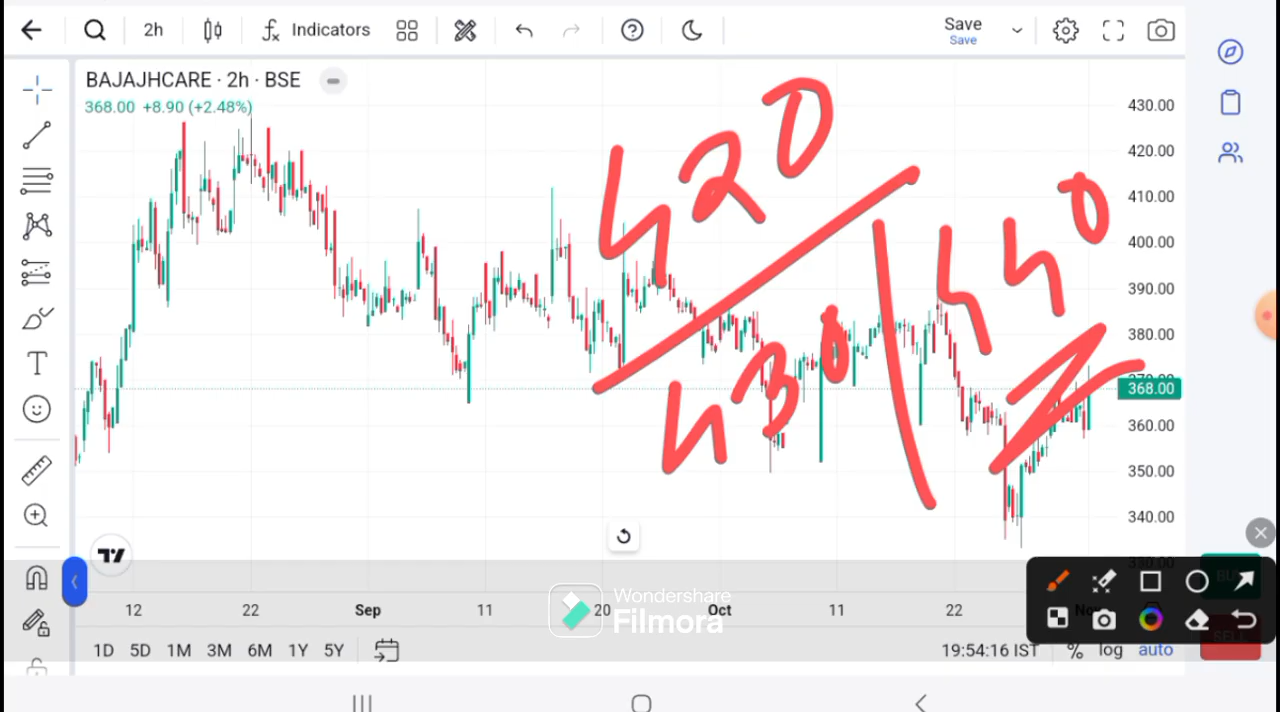 2h Indicators Save
Save
BAJAJHCARE · 2h · BSE
368.00 +8.90 (+2.48%)
430.00
420.00
410.00
400.00
390.00
380.00
368.00
360.00
350.00
340.00
420
430
440
12 22 Sep 11 20 Oct 11 22
Wondershare
Filmora
1D 5D 1M 3M 6M 1Y 5Y 19:54:16 IST % log auto